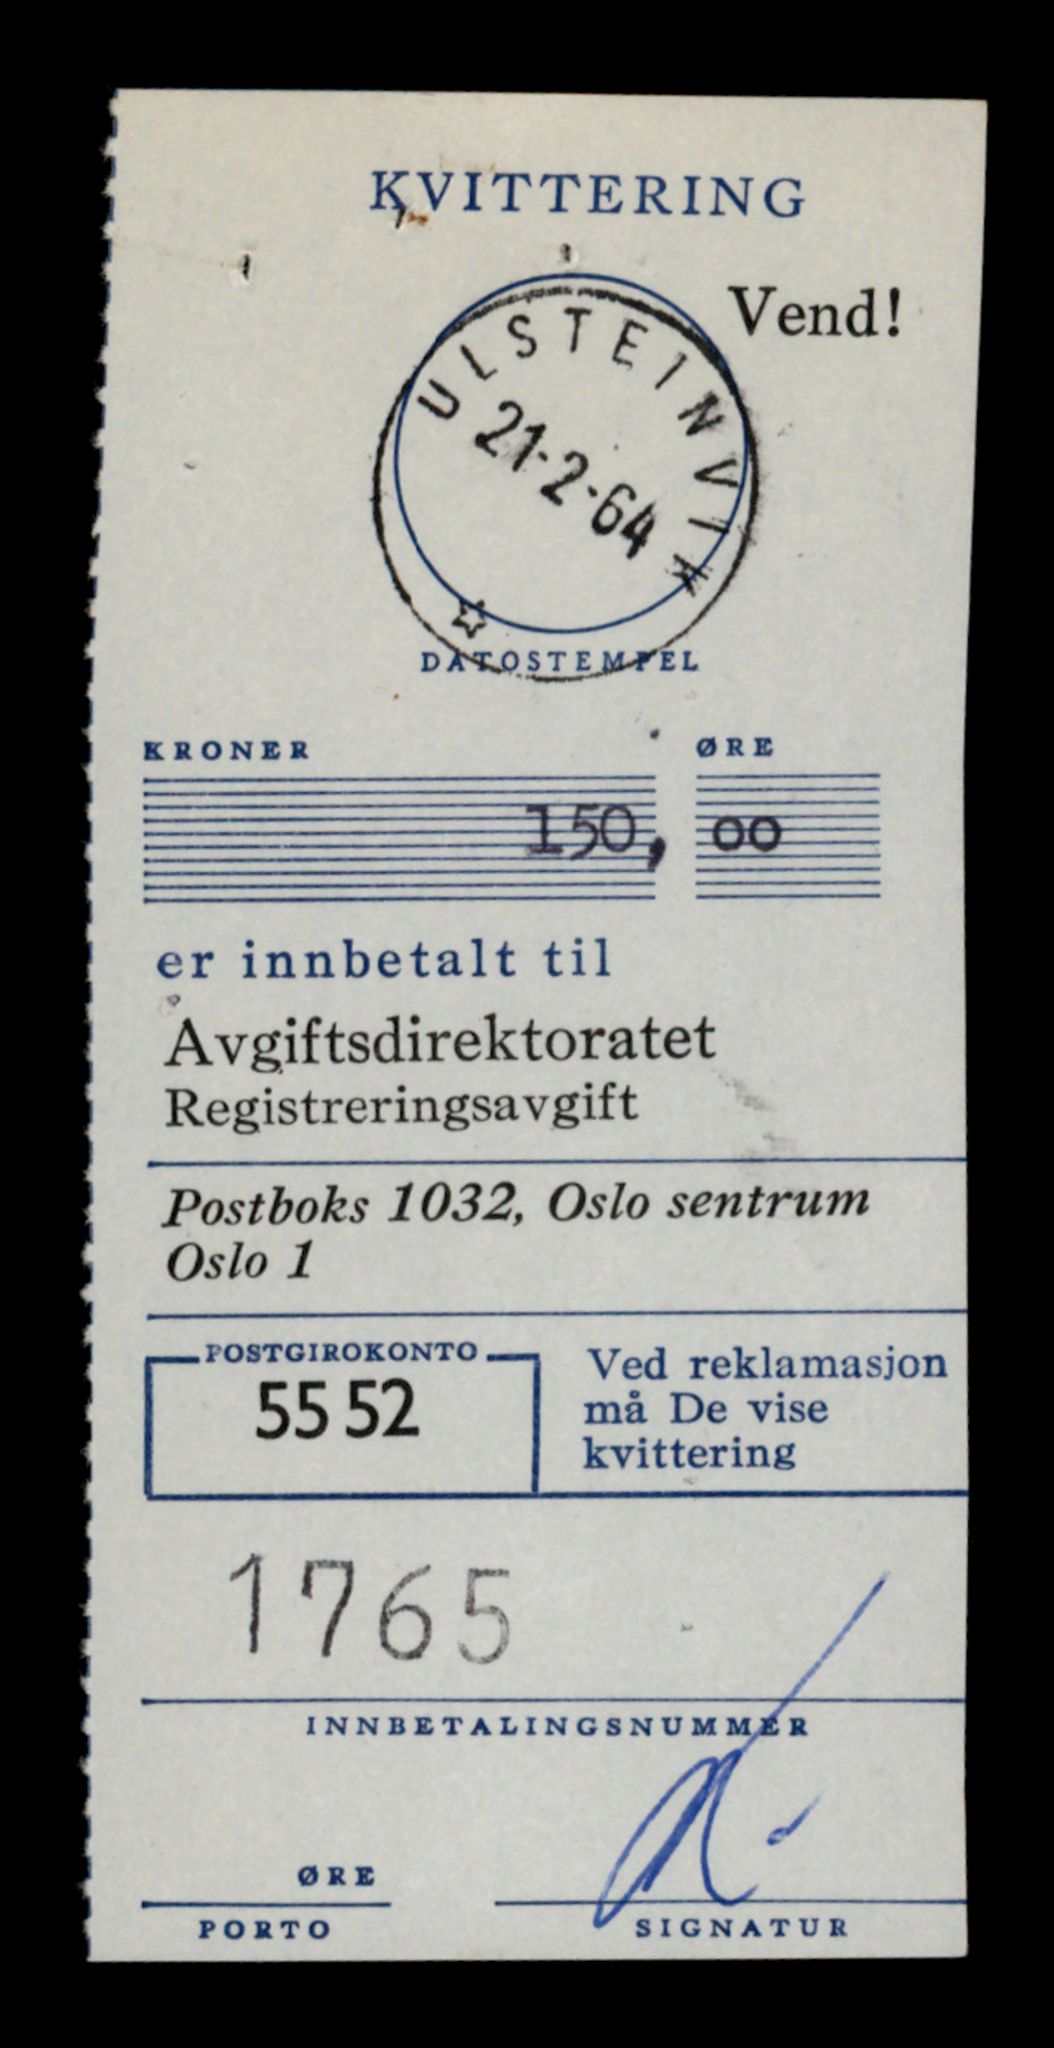 KVITTERING
Vend!
ULSTEINVIK
21-2-64
DATOSTEMPEL
KRONER ØRE
150, 00
er innbetalt til
Avgiftsdirektoratet
Registreringsavgift
Postboks 1032, Oslo sentrum
Oslo 1
POSTGIROKONTO
55 52
Ved reklamasjon
må De vise
kvittering
1765
INNBETALINGSNUMMER
ØRE
PORTO
SIGNATUR